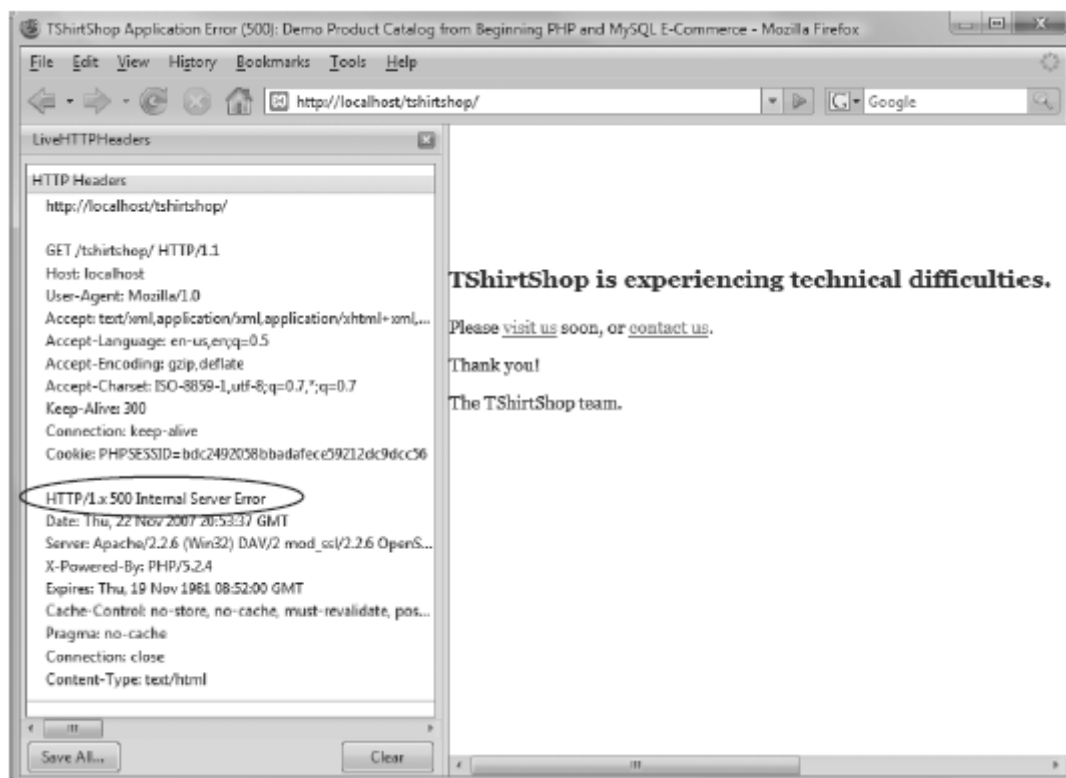 TShirtShop Application Error (500): Demo Product Catalog from Beginning PHP and MySQL E-Commerce - Mozilla Firefox
File Edit View History Bookmarks Tools Help
http://localhost/tshirtshop/
Google
LiveHTTPHeaders
HTTP Headers
http://localhost/tshirtshop/
GET /tshirtshop/ HTTP/1.1
Host: localhost
User-Agent: Mozilla/1.0
Accept: text/xml,application/xml,application/xhtml+xml,...
Accept-Language: en-us,en;q=0.5
Accept-Encoding: gzip,deflate
Accept-Charset: ISO-8859-1,utf-8;q=0.7,*;q=0.7
Keep-Alive: 300
Connection: keep-alive
Cookie: PHPSESSID=bdc2492058bbadafece59212dc9dcc56
HTTP/1.x 500 Internal Server Error
Date: Thu, 22 Nov 2007 20:53:37 GMT
Server: Apache/2.2.6 (Win32) DAV/2 mod_ssl/2.2.6 OpenS...
X-Powered-By: PHP/5.2.4
Expires: Thu, 19 Nov 1981 08:52:00 GMT
Cache-Control: no-store, no-cache, must-revalidate, pos...
Pragma: no-cache
Connection: close
Content-Type: text/html
Save All...
Clear
TShirtShop is experiencing technical difficulties.
Please visit us soon, or contact us.
Thank you!
The TShirtShop team.